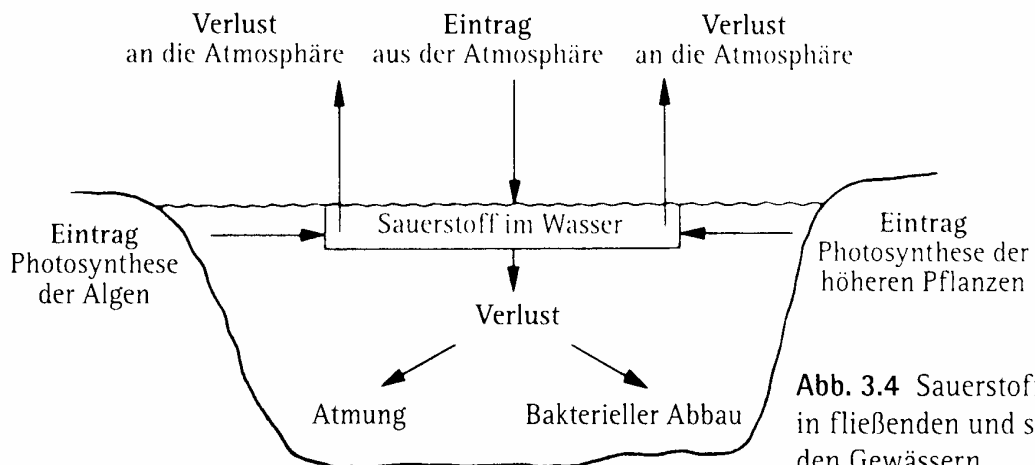 Verlust
an die Atmosphäre
Eintrag
aus der Atmosphäre
Verlust
an die Atmosphäre
Sauerstoff im Wasser
Eintrag
Photosynthese
der Algen
Eintrag
Photosynthese der
höheren Pflanzen
Verlust
Atmung
Bakterieller Abbau
Abb. 3.4 Sauerstof
in fließenden und s
den Gewässern